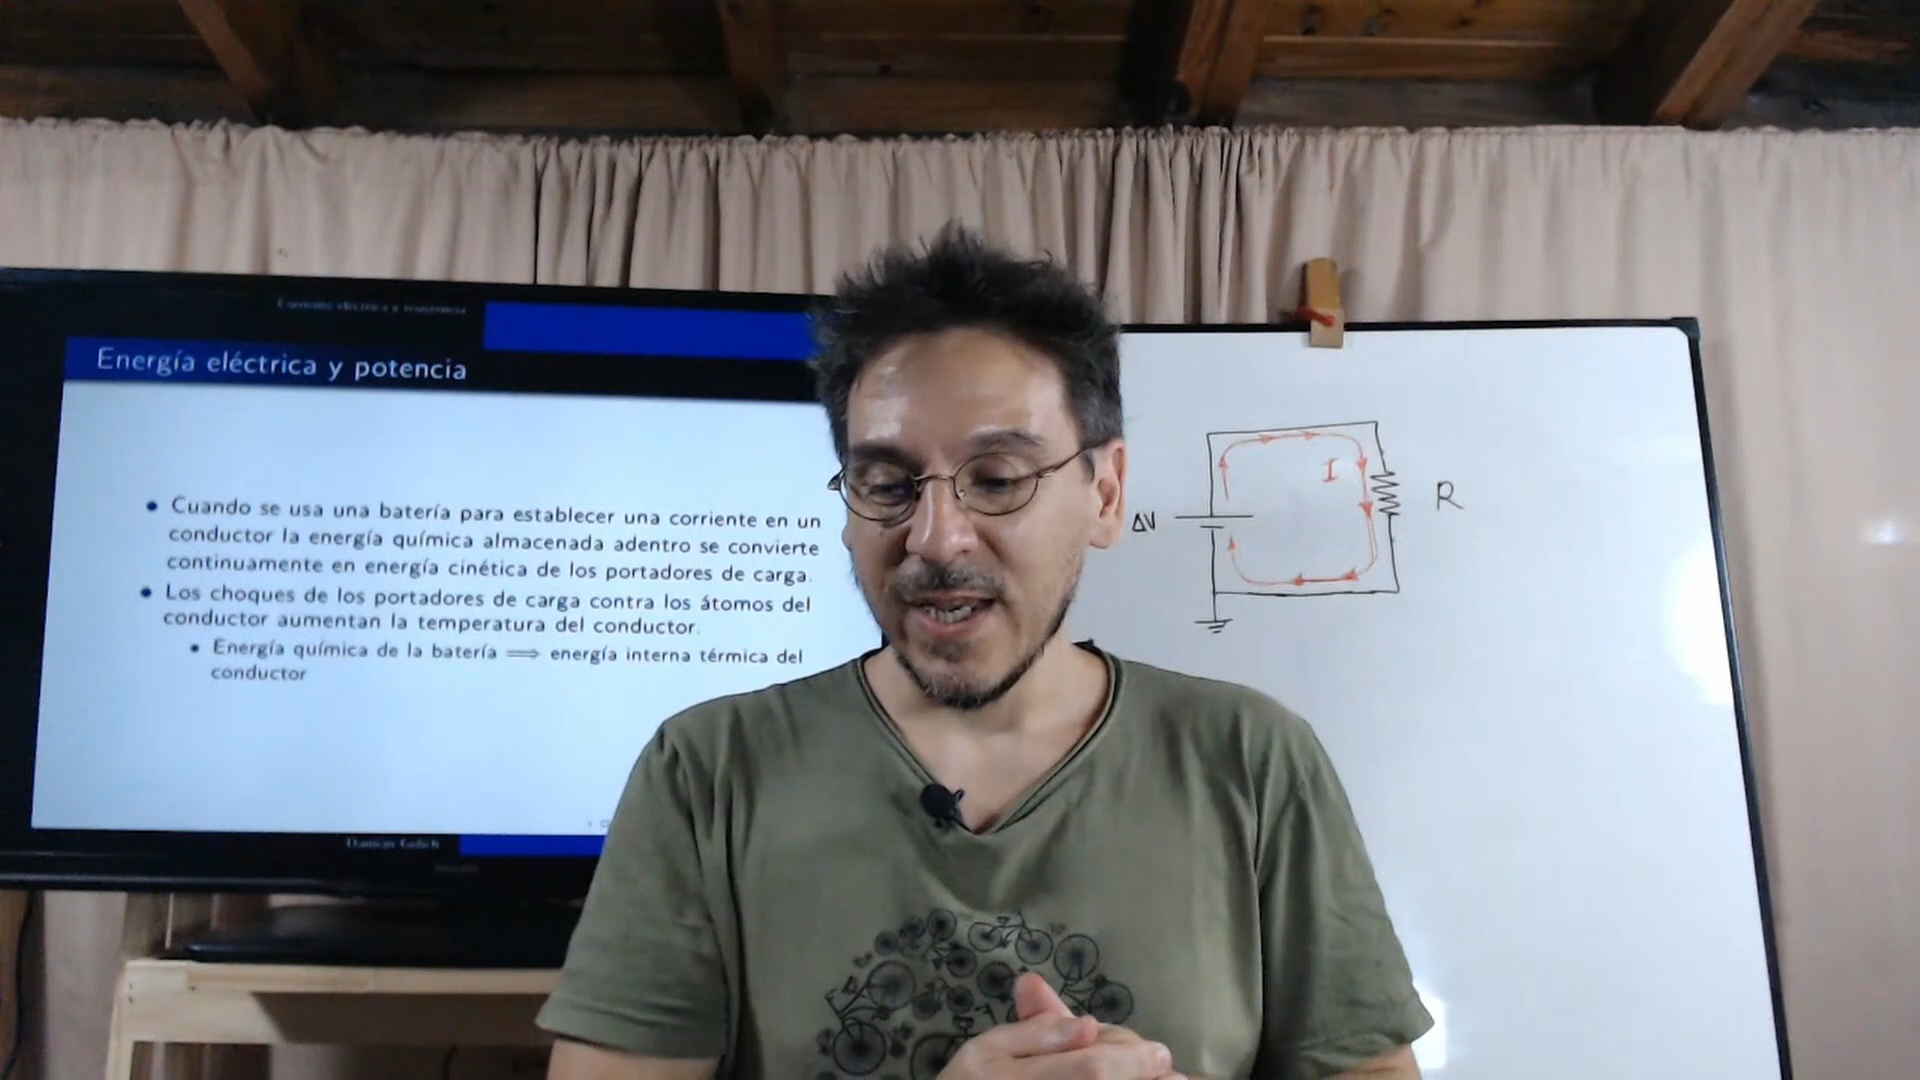 Corriente eléctrica y resistencia
Energía eléctrica y potencia
Cuando se usa una batería para establecer una corriente en un
conductor la energía química almacenada adentro se convierte
continuamente en energía cinética de los portadores de carga.
Los choques de los portadores de carga contra los átomos del
conductor aumentan la temperatura del conductor.
Energía química de la batería ⟹ energía interna térmica del
conductor
I
ΔV
R